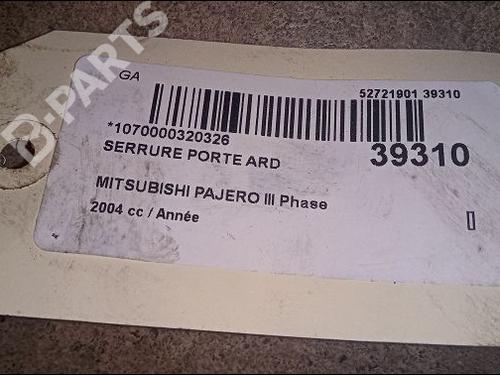 B-PARTS
GA
52721901 39310
*1070000320326
SERRURE PORTE ARD
39310
MITSUBISHI PAJERO III Phase
2004 cc / Année